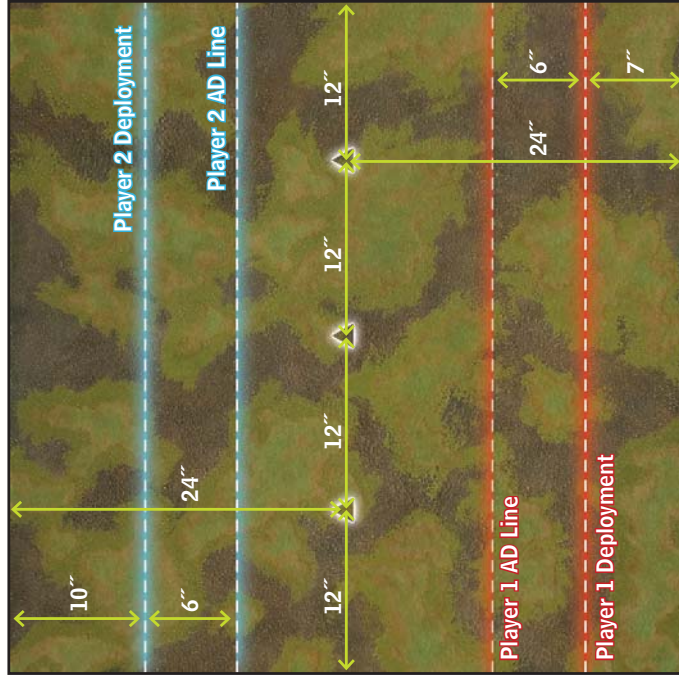 Player 2 Deployment
Player 2 AD Line
12˝
6˝
7˝
24˝
12˝
12˝
24˝
10˝
6˝
12˝
Player 1 AD Line
Player 1 Deployment